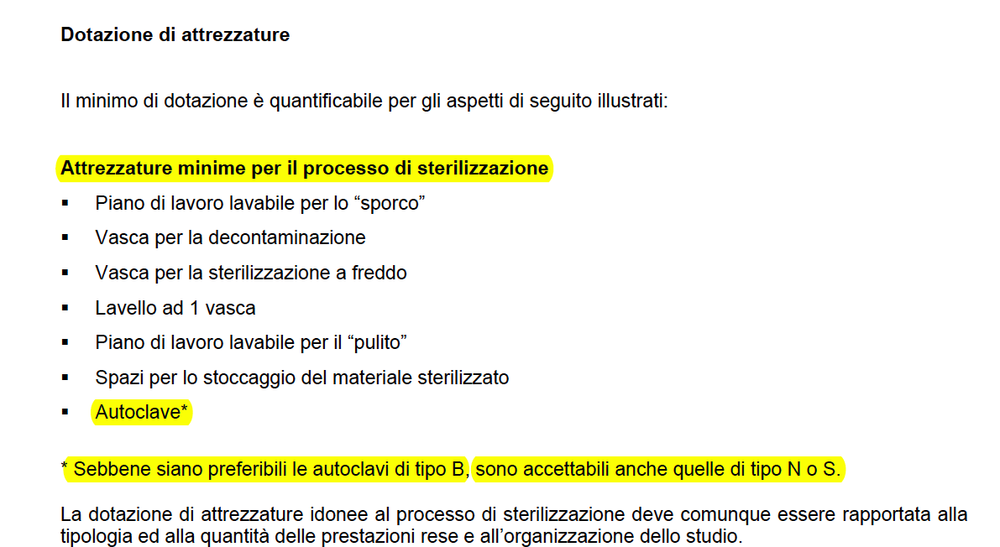 Dotazione di attrezzature
Il minimo di dotazione è quantificabile per gli aspetti di seguito illustrati:
Attrezzature minime per il processo di sterilizzazione
▪ Piano di lavoro lavabile per lo “sporco”
▪ Vasca per la decontaminazione
▪ Vasca per la sterilizzazione a freddo
▪ Lavello ad 1 vasca
▪ Piano di lavoro lavabile per il “pulito”
▪ Spazi per lo stoccaggio del materiale sterilizzato
▪ Autoclave*
* Sebbene siano preferibili le autoclavi di tipo B, sono accettabili anche quelle di tipo N o S.
La dotazione di attrezzature idonee al processo di sterilizzazione deve comunque essere rapportata alla
tipologia ed alla quantità delle prestazioni rese e all’organizzazione dello studio.